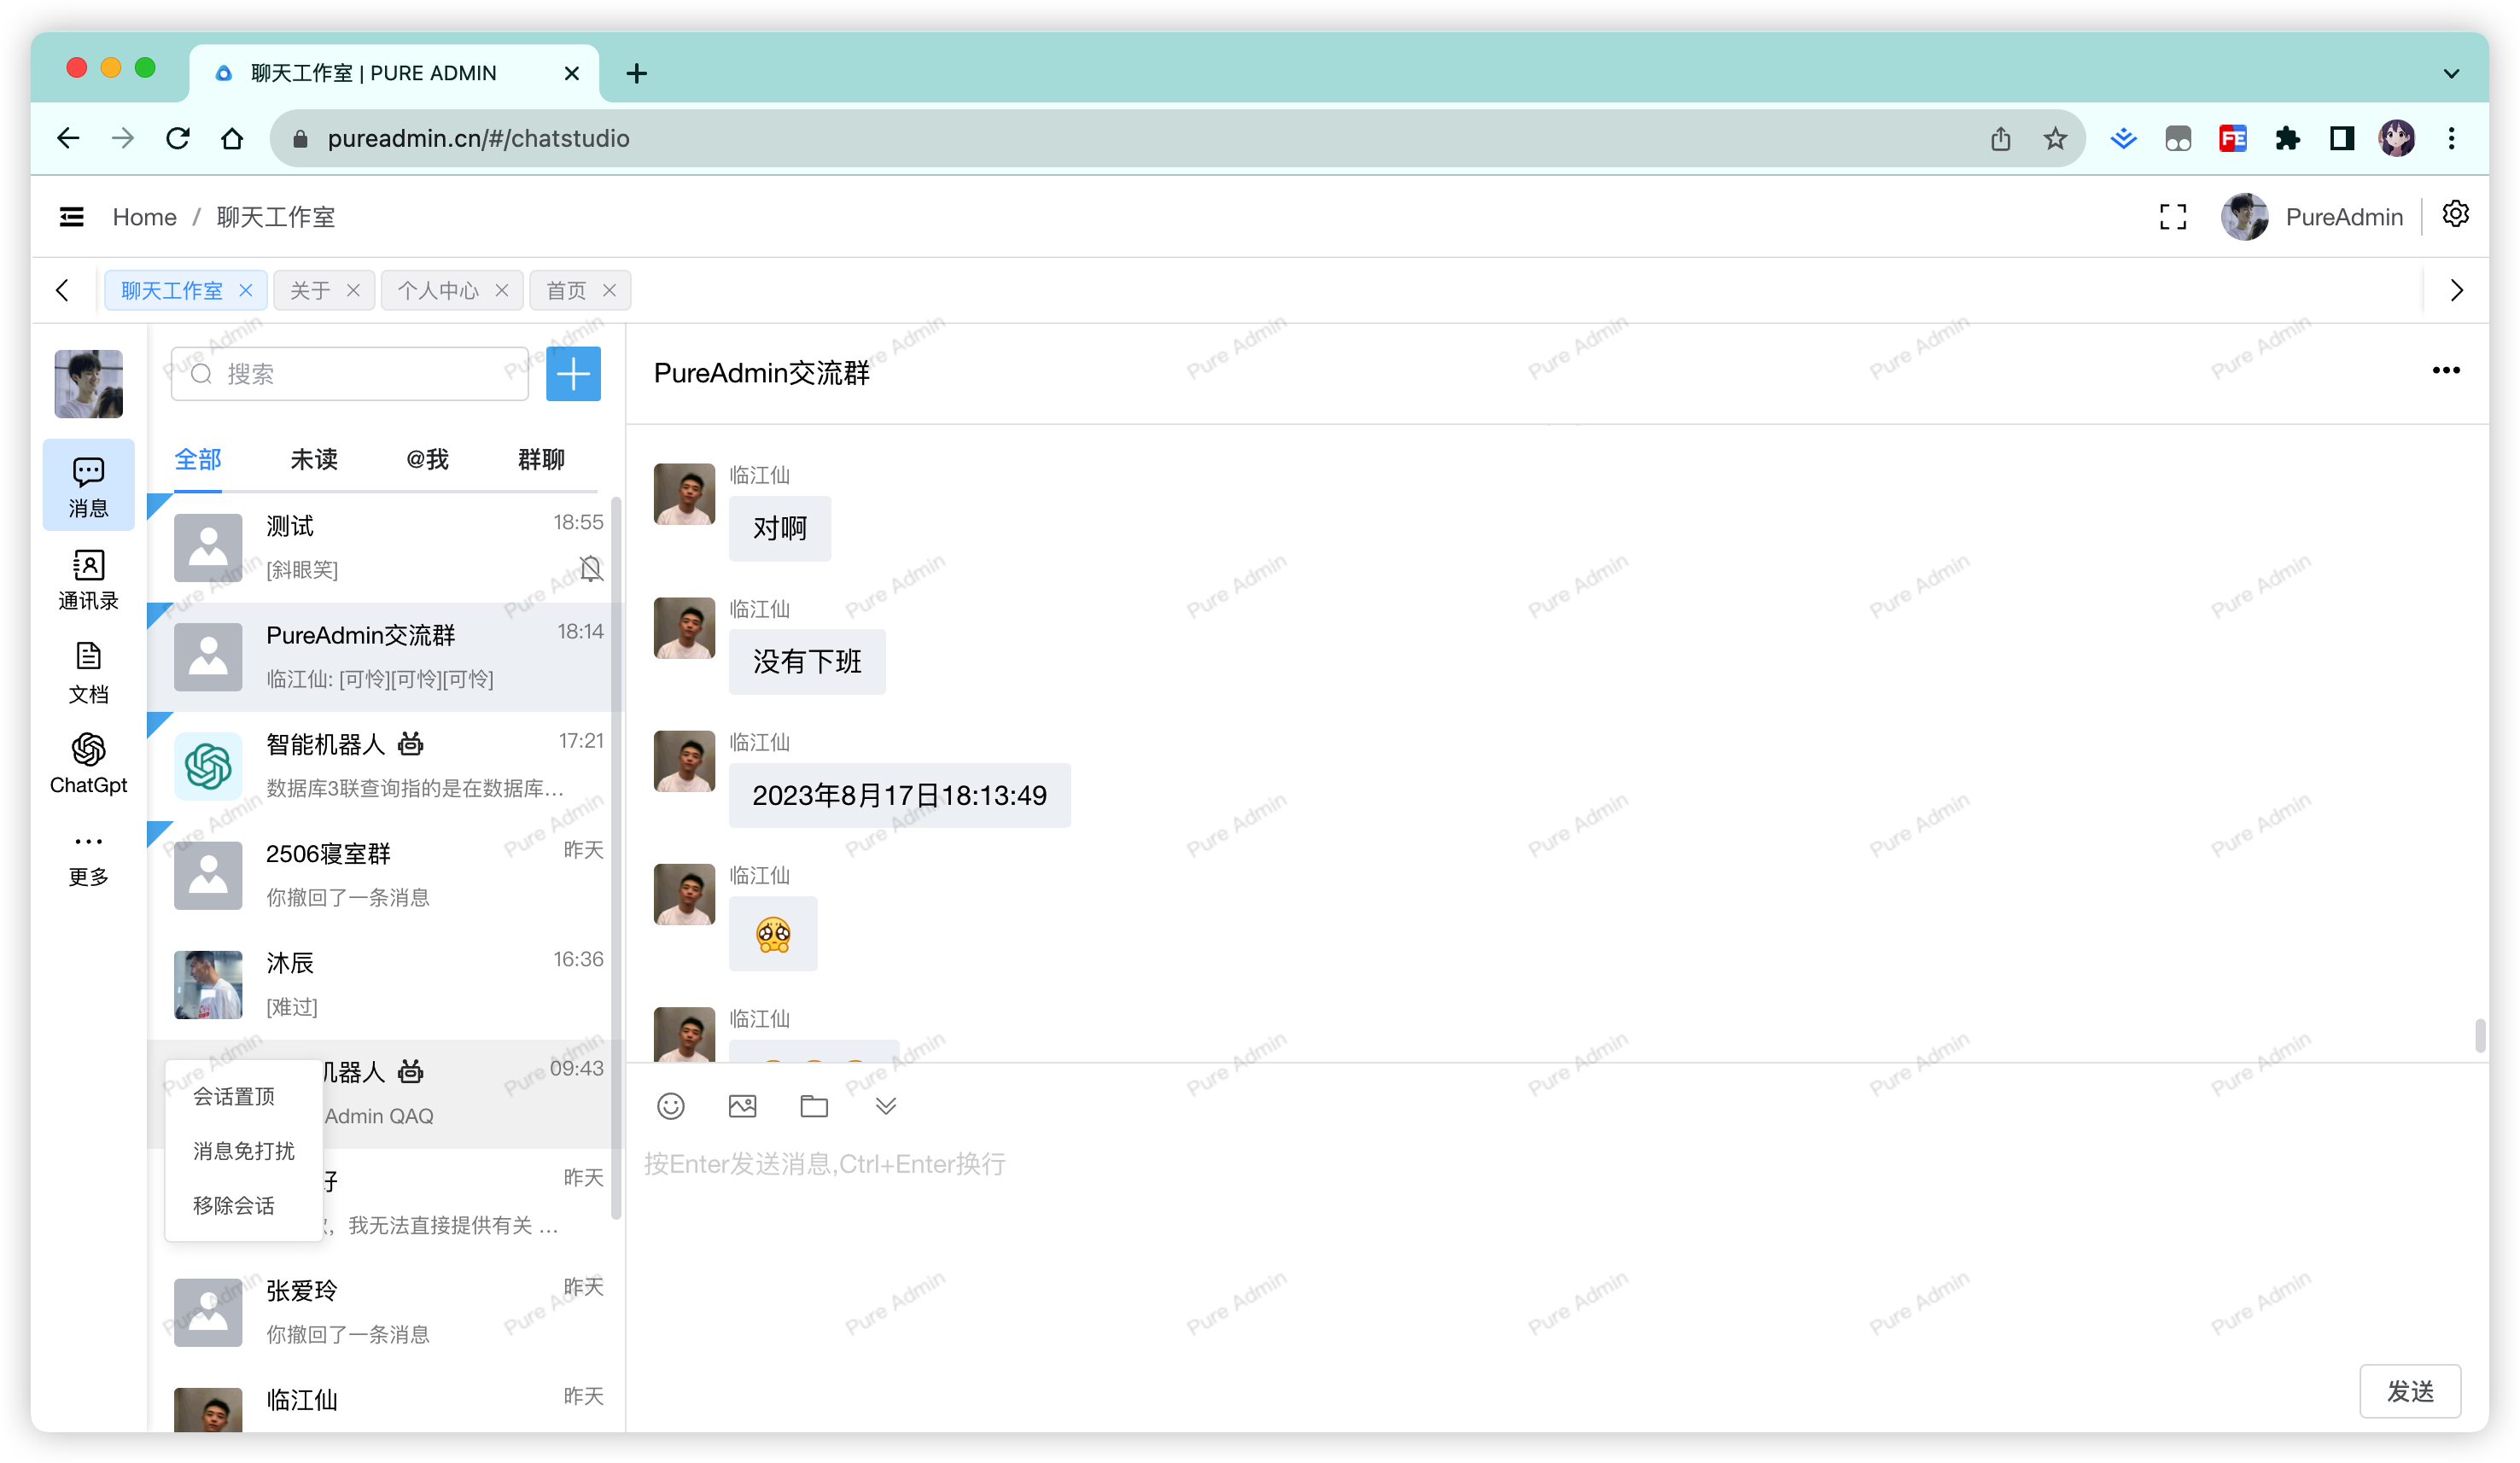 聊天工作室 | PURE ADMIN
pureadmin.cn/#/chatstudio
FE
Home / 聊天工作室
PureAdmin
聊天工作室
关于
个人中心
首页
搜索
全部
未读
@我
群聊
消息
通讯录
文档
ChatGpt
更多
测试
18:55
[斜眼笑]
PureAdmin交流群
18:14
临江仙: [可怜][可怜][可怜]
智能机器人
17:21
数据库3联查询指的是在数据库...
2506寝室群
昨天
你撤回了一条消息
沐辰
16:36
[难过]
机器人
09:43
Admin QAQ
会话置顶
消息免打扰
移除会话
好
昨天
，我无法直接提供有关 ...
张爱玲
昨天
你撤回了一条消息
临江仙
昨天
PureAdmin交流群
临江仙
对啊
临江仙
没有下班
临江仙
2023年8月17日18:13:49
临江仙
临江仙
按Enter发送消息,Ctrl+Enter换行
发送
Pure Admin